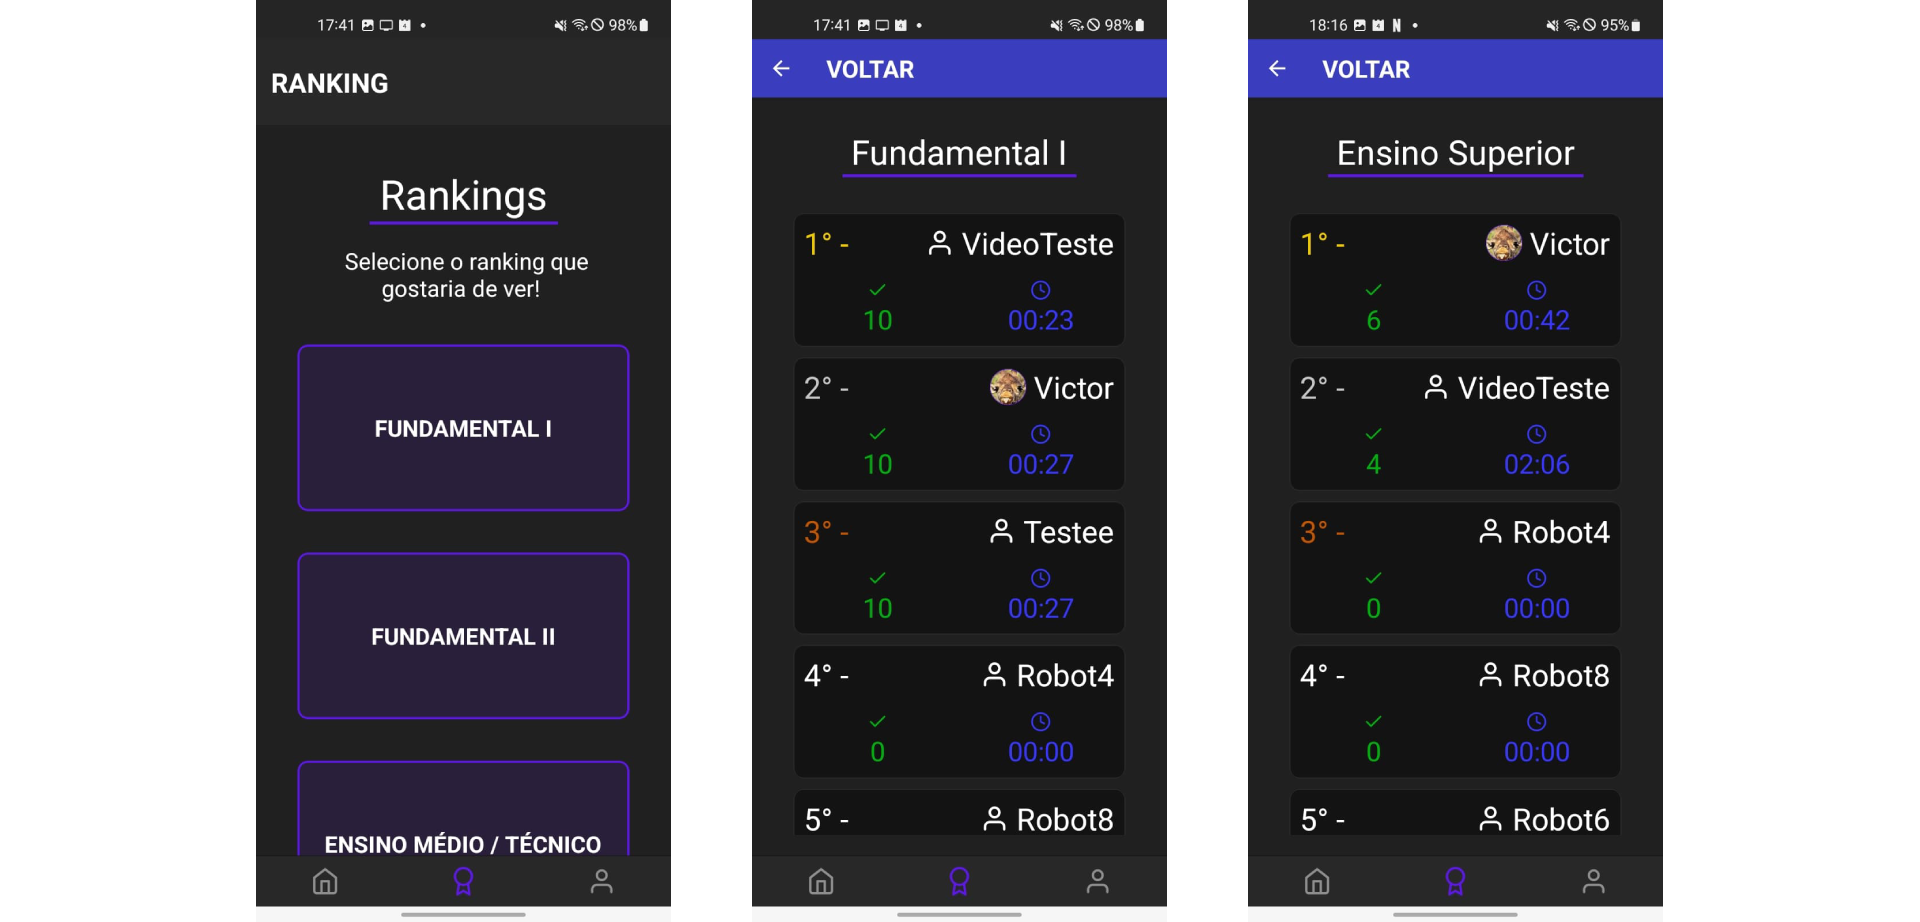 17:41
98%
RANKING
Rankings
Selecione o ranking que
gostaria de ver!
FUNDAMENTAL I
FUNDAMENTAL II
ENSINO MÉDIO / TÉCNICO
17:41
98%
VOLTAR
Fundamental I
1° - VideoTeste
10 00:23
2° - Victor
10 00:27
3° - Testee
10 00:27
4° - Robot4
0 00:00
5° - Robot8
18:16 N
95%
VOLTAR
Ensino Superior
1° - Victor
6 00:42
2° - VideoTeste
4 02:06
3° - Robot4
0 00:00
4° - Robot8
0 00:00
5° - Robot6